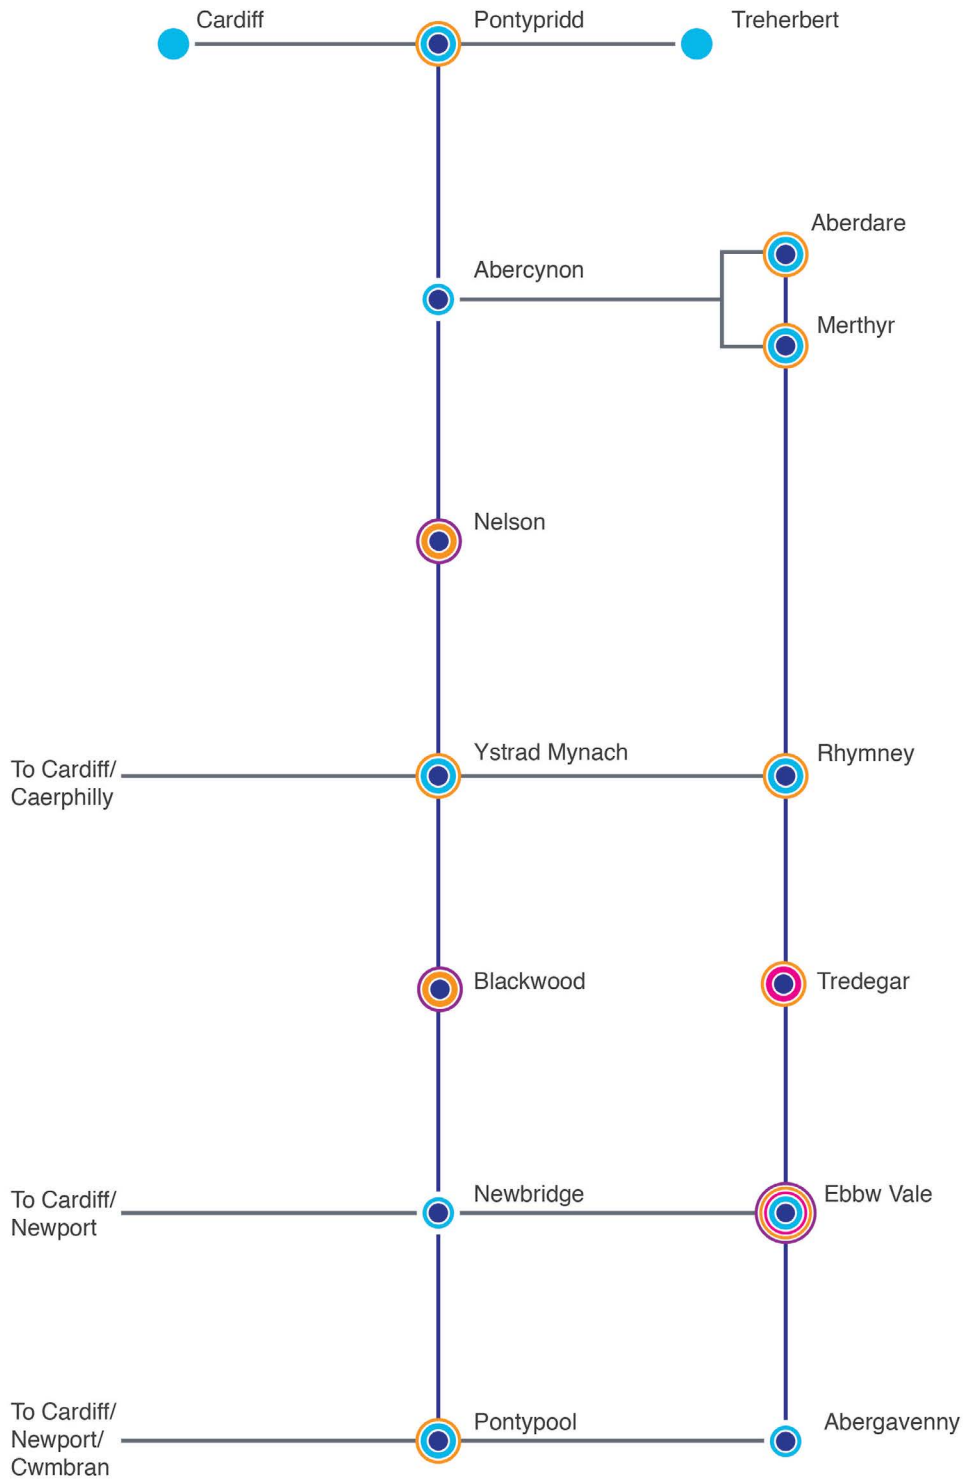 Cardiff
Pontypridd
Treherbert
Aberdare
Abercynon
Merthyr
Nelson
Ystrad Mynach
Rhymney
To Cardiff/
Caerphilly
Blackwood
Tredegar
Newbridge
Ebbw Vale
To Cardiff/
Newport
To Cardiff/
Newport/
Cwmbran
Pontypool
Abergavenny